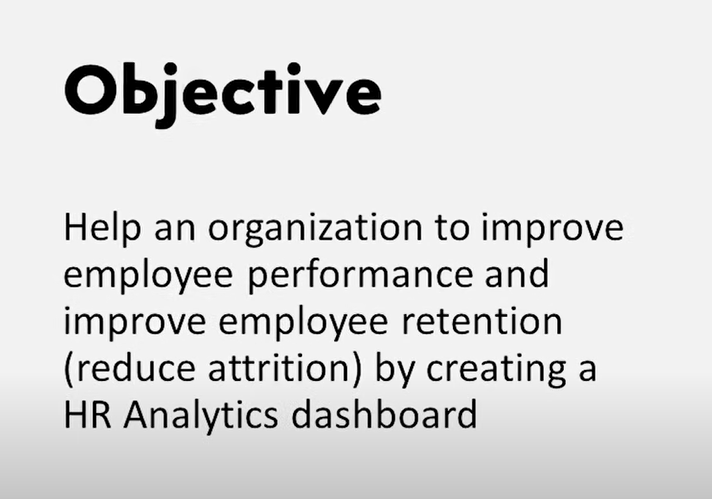 Objective
Help an organization to improve
employee performance and
improve employee retention
(reduce attrition) by creating a
HR Analytics dashboard